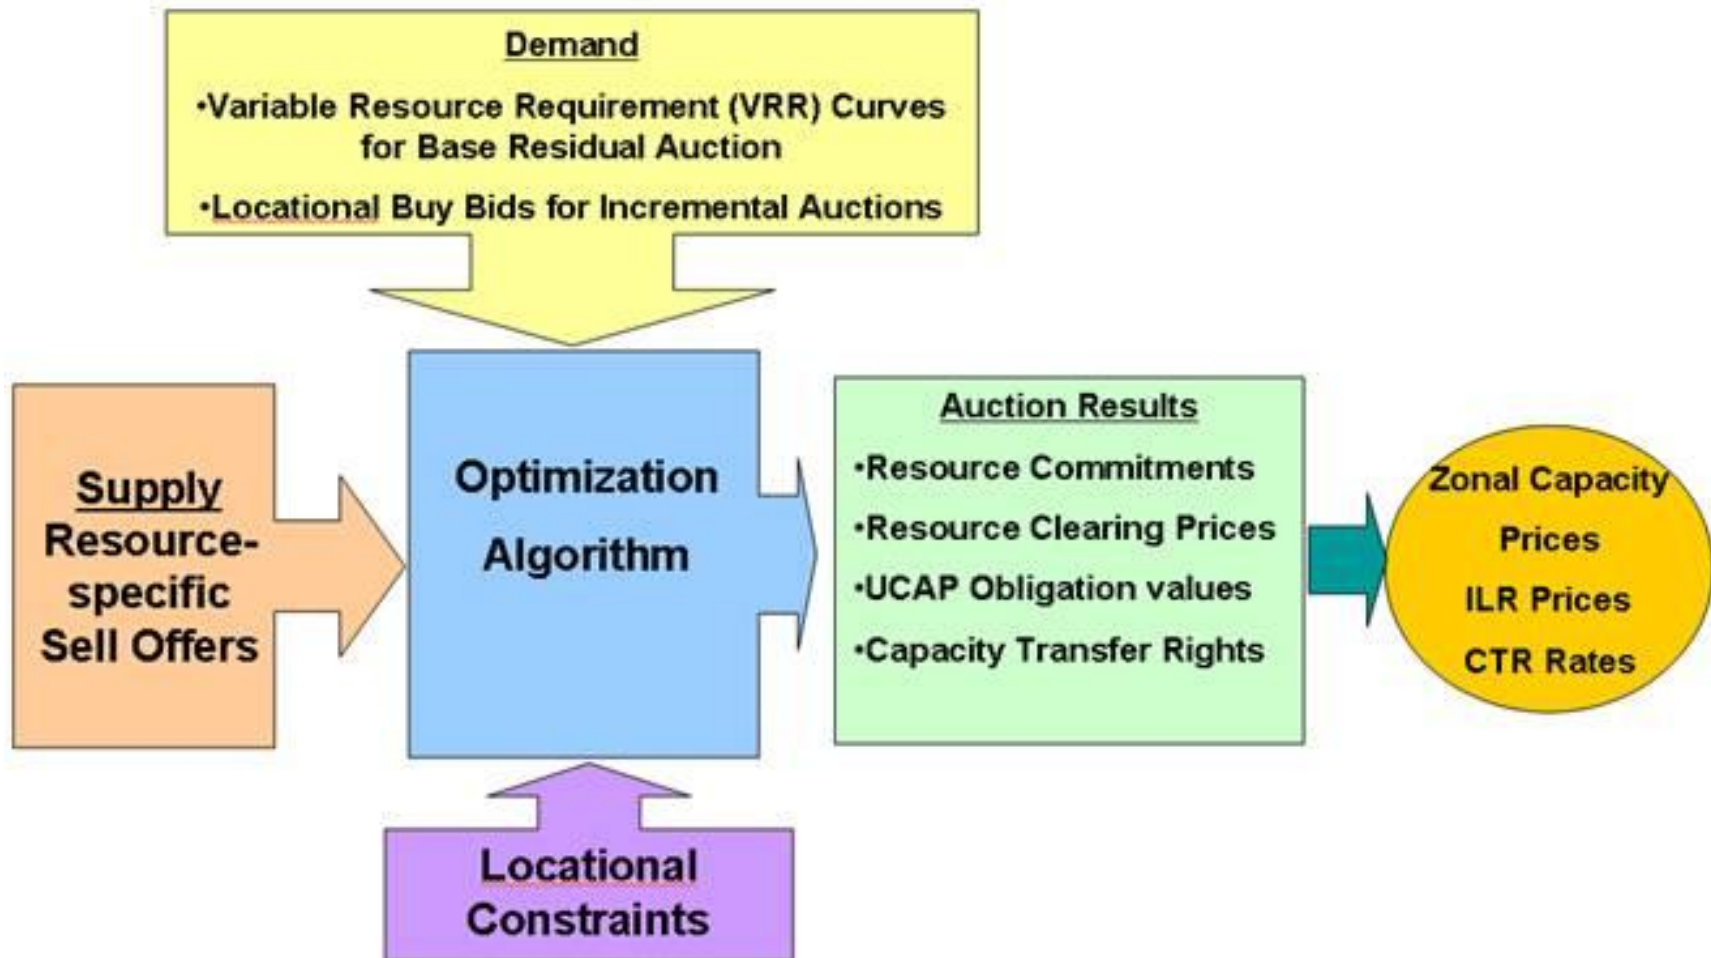 Demand
•Variable Resource Requirement (VRR) Curves
for Base Residual Auction
•Locational Buy Bids for Incremental Auctions
Supply
Resource-
specific
Sell Offers
Optimization
Algorithm
Auction Results
•Resource Commitments
•Resource Clearing Prices
•UCAP Obligation values
•Capacity Transfer Rights
Zonal Capacity
Prices
ILR Prices
CTR Rates
Locational
Constraints